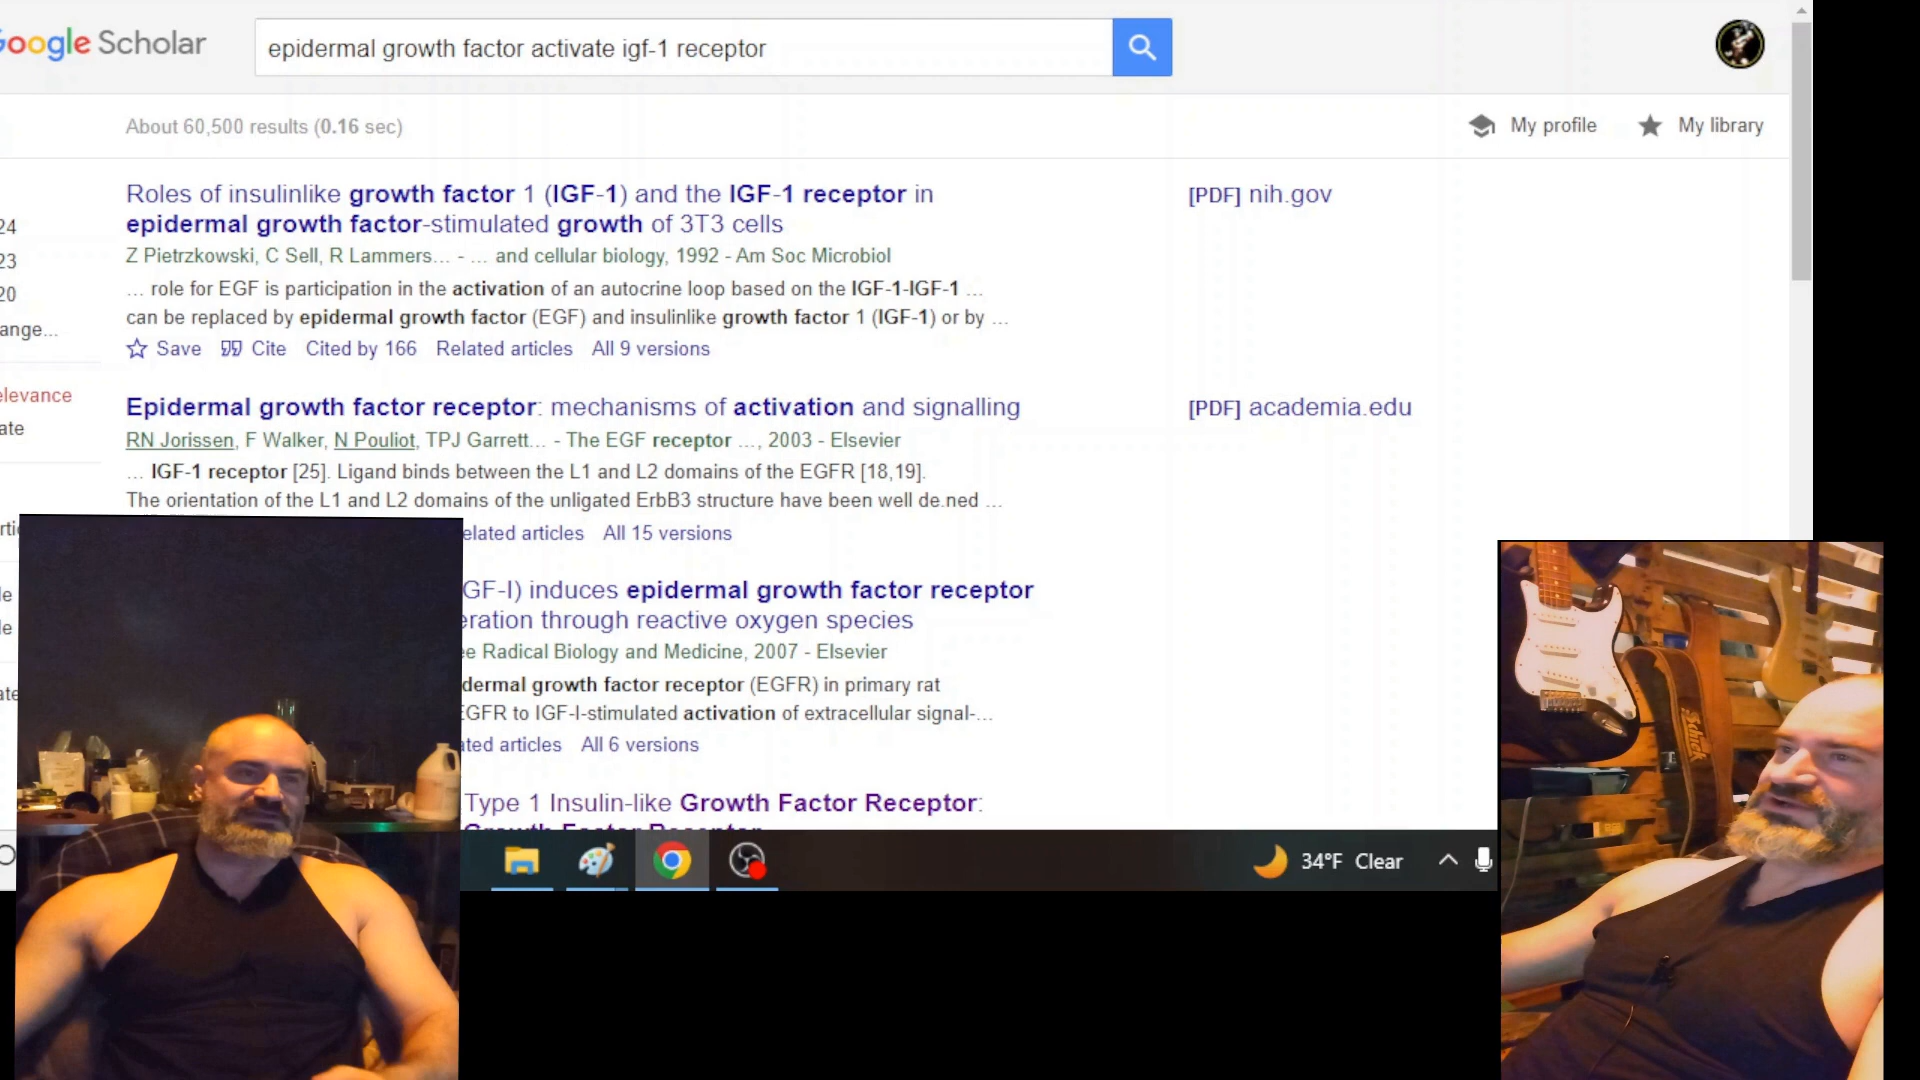 Google Scholar
epidermal growth factor activate igf-1 receptor
About 60,500 results (0.16 sec)
My profile
My library
Roles of insulinlike growth factor 1 (IGF-1) and the IGF-1 receptor in
epidermal growth factor-stimulated growth of 3T3 cells
[PDF] nih.gov
24
Z Pietrzkowski, C Sell, R Lammers... - ... and cellular biology, 1992 - Am Soc Microbiol
23
... role for EGF is participation in the activation of an autocrine loop based on the IGF-1-IGF-1 ...
20
can be replaced by epidermal growth factor (EGF) and insulinlike growth factor 1 (IGF-1) or by ...
ange...
Save Cite Cited by 166 Related articles All 9 versions
elevance
Epidermal growth factor receptor: mechanisms of activation and signalling
[PDF] academia.edu
ate
RN Jorissen, F Walker, N Pouliot, TPJ Garrett... - The EGF receptor ..., 2003 - Elsevier
... IGF-1 receptor [25]. Ligand binds between the L1 and L2 domains of the EGFR [18,19].
The orientation of the L1 and L2 domains of the unligated ErbB3 structure have been well de.ned ...
rti
elated articles All 15 versions
le
GF-I) induces epidermal growth factor receptor
le
eration through reactive oxygen species
ee Radical Biology and Medicine, 2007 - Elsevier
ate
dermal growth factor receptor (EGFR) in primary rat
EGFR to IGF-I-stimulated activation of extracellular signal-...
ated articles All 6 versions
Type 1 Insulin-like Growth Factor Receptor:
Growth Factor Receptor
34°F Clear